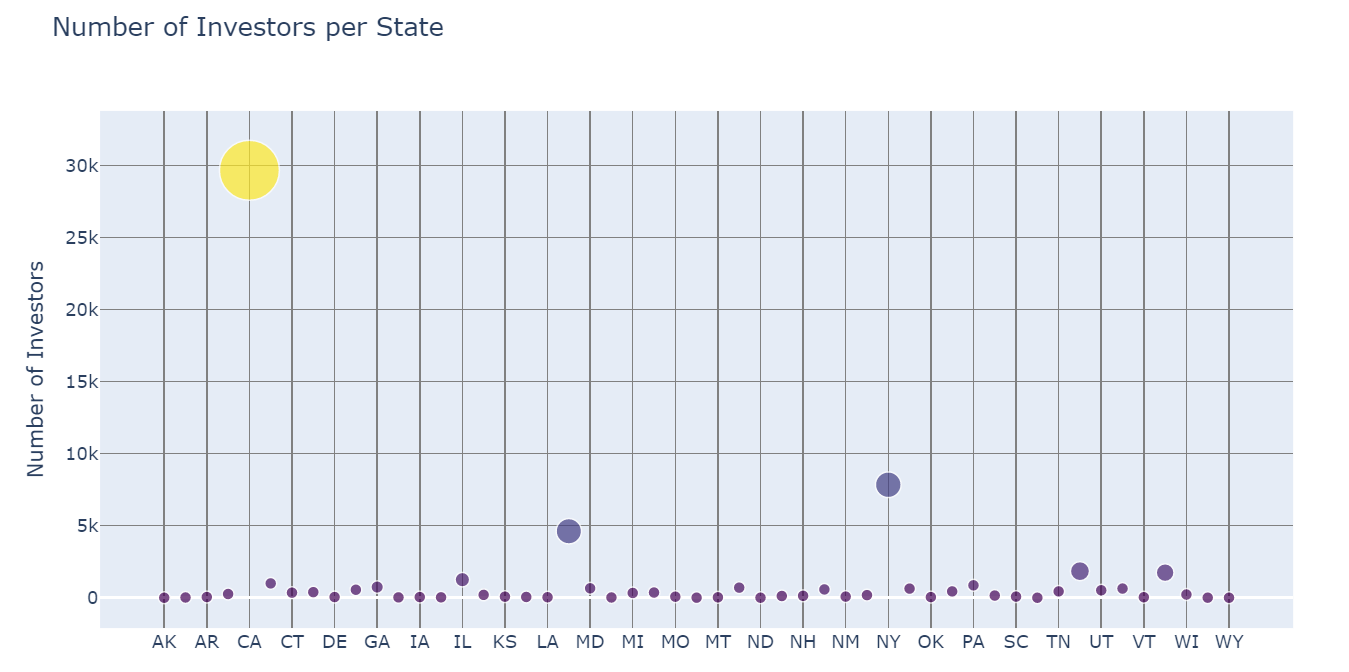 Number of Investors per State
Number of Investors
30k
25k
20k
15k
10k
5k
0
AK AR CA CT DE GA IA IL KS LA MD MI MO MT ND NH NM NY OK PA SC TN UT VT WI WY